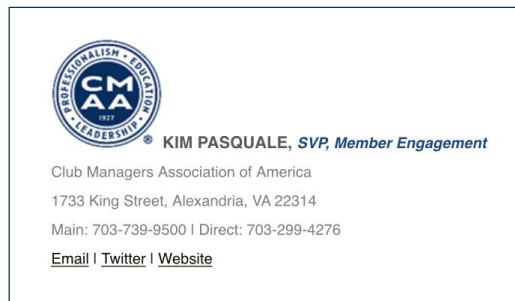 PROFESSIONALISM • EDUCATION
CM
AA
1927
• LEADERSHIP •
®
KIM PASQUALE, SVP, Member Engagement
Club Managers Association of America
1733 King Street, Alexandria, VA 22314
Main: 703-739-9500 | Direct: 703-299-4276
Email | Twitter | Website